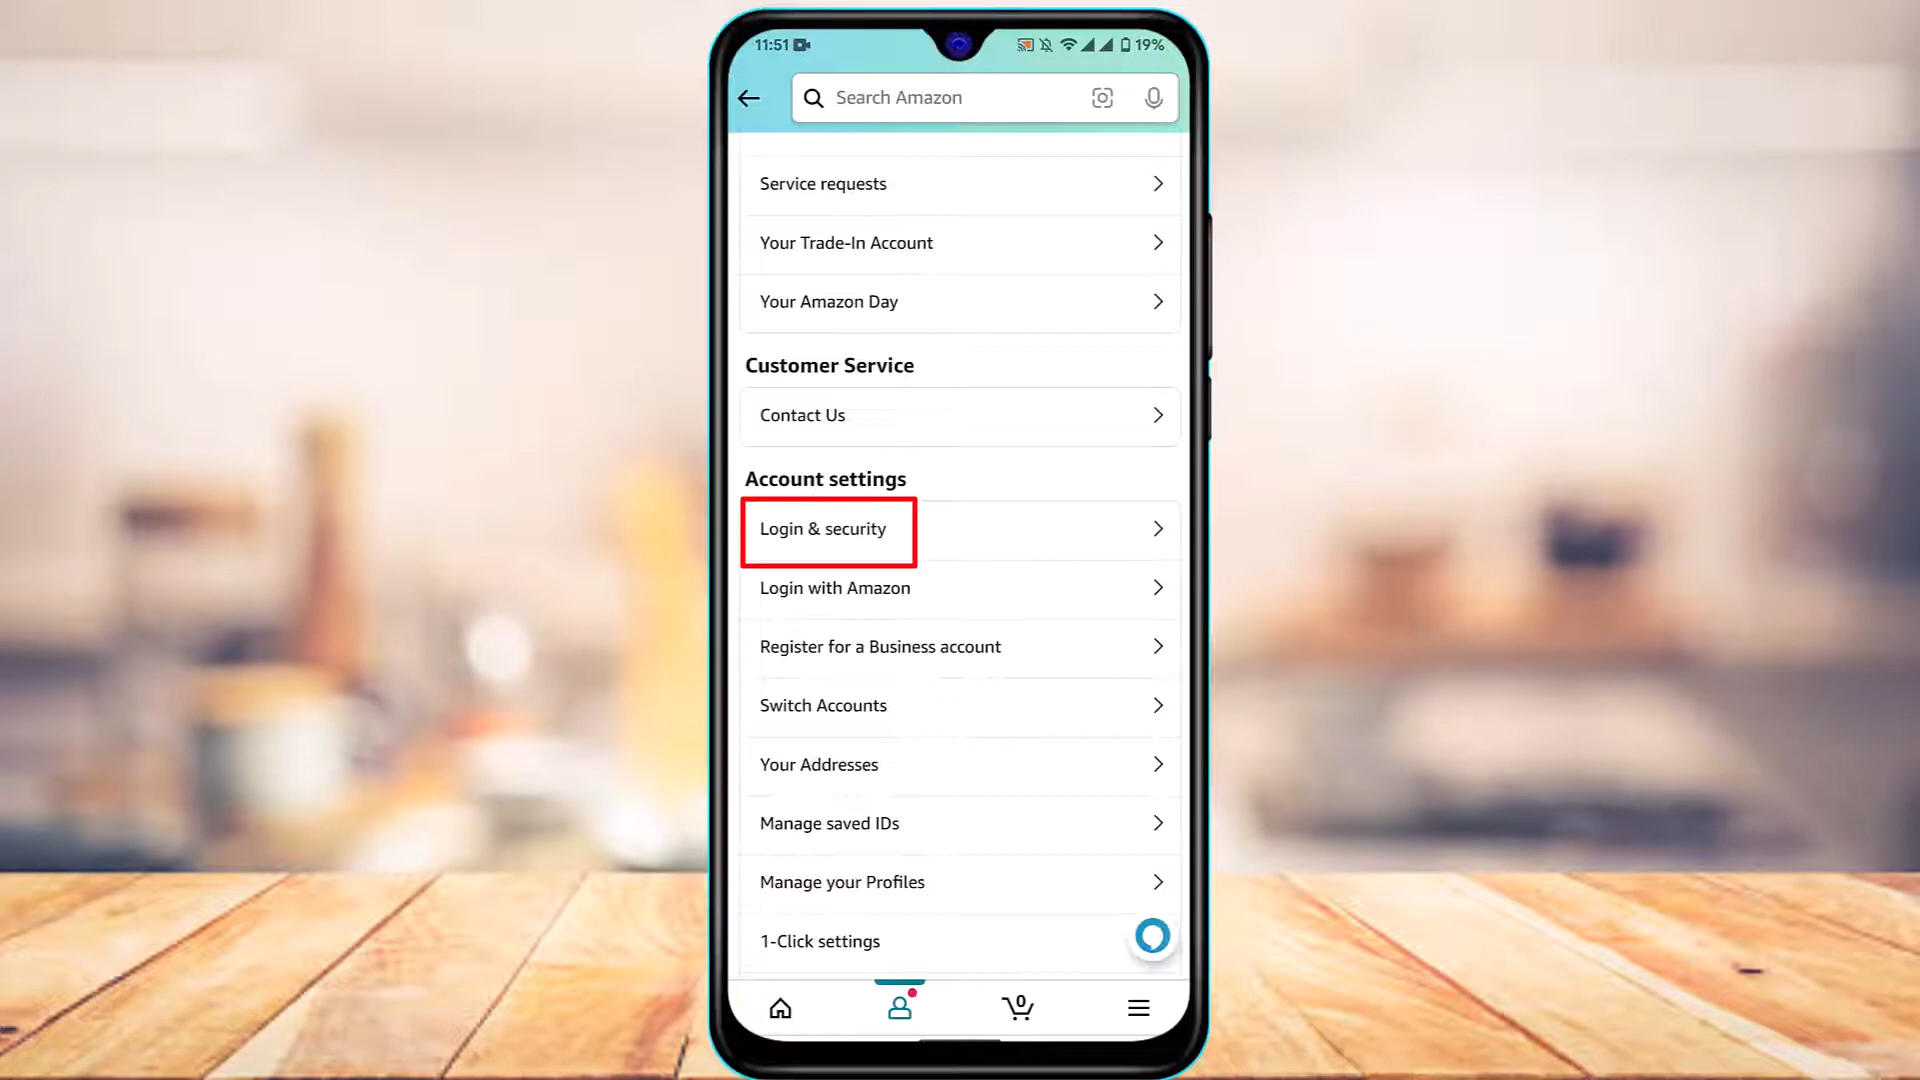 11:51
19%
Search Amazon
Service requests
Your Trade-In Account
Your Amazon Day
Customer Service
Contact Us
Account settings
Login & security
Login with Amazon
Register for a Business account
Switch Accounts
Your Addresses
Manage saved IDs
Manage your Profiles
1-Click settings
0